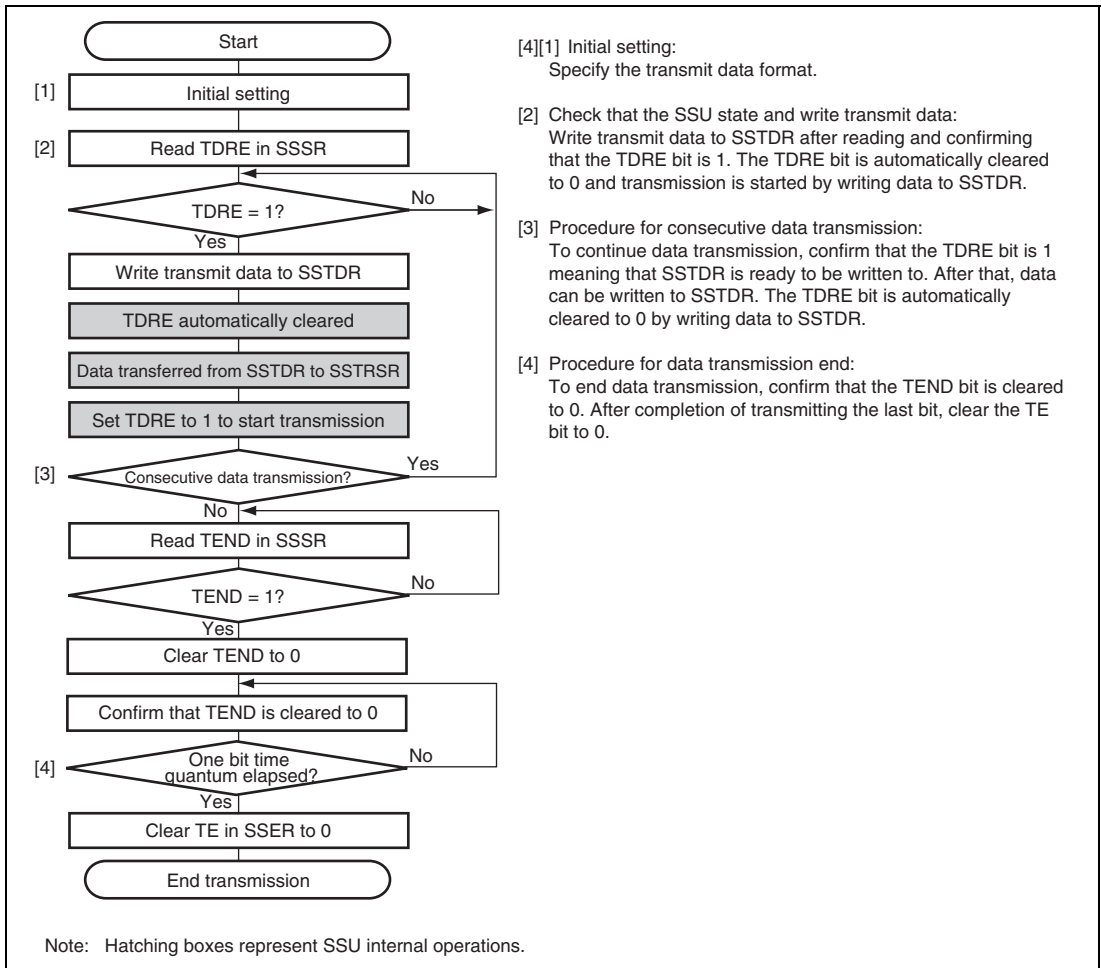 Start
[1] Initial setting
[2] Read TDRE in SSSR
TDRE = 1?
No
Yes
Write transmit data to SSTDR
TDRE automatically cleared
Data transferred from SSTDR to SSTRSR
Set TDRE to 1 to start transmission
[3] Consecutive data transmission?
Yes
No
Read TEND in SSSR
TEND = 1?
No
Yes
Clear TEND to 0
Confirm that TEND is cleared to 0
[4] One bit time
quantum elapsed?
No
Yes
Clear TE in SSER to 0
End transmission
[4][1] Initial setting:
Specify the transmit data format.
[2] Check that the SSU state and write transmit data:
Write transmit data to SSTDR after reading and confirming
that the TDRE bit is 1. The TDRE bit is automatically cleared
to 0 and transmission is started by writing data to SSTDR.
[3] Procedure for consecutive data transmission:
To continue data transmission, confirm that the TDRE bit is 1
meaning that SSTDR is ready to be written to. After that, data
can be written to SSTDR. The TDRE bit is automatically
cleared to 0 by writing data to SSTDR.
[4] Procedure for data transmission end:
To end data transmission, confirm that the TEND bit is cleared
to 0. After completion of transmitting the last bit, clear the TE
bit to 0.
Note: Hatching boxes represent SSU internal operations.